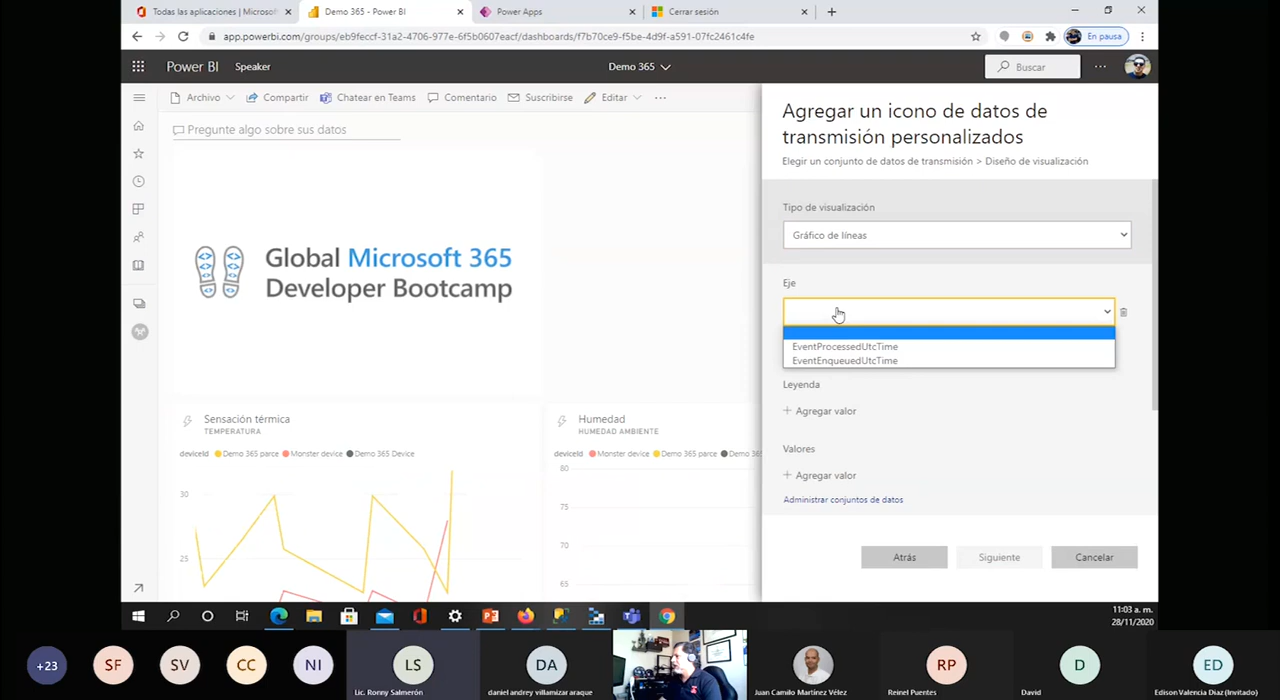 Todas las aplicaciones | Microsof
Demo 365 - Power BI
Power Apps
Cerrar sesión
app.powerbi.com/groups/eb9feccf-31a2-4706-977e-6f5b0607eacf/dashboards/f7b70ce9-f5be-4d9f-a591-07fc2461c4fe
En pausa
Power BI
Speaker
Demo 365
Buscar
Archivo
Compartir
Chatear en Teams
Comentario
Suscribirse
Editar
Pregunte algo sobre sus datos
Global Microsoft 365
Developer Bootcamp
Sensación térmica
TEMPERATURA
deviceId Demo 365 parce Monster device Demo 365 Device
30
25
Humedad
HUMEDAD AMBIENTE
deviceId Monster device Demo 365 parce Demo 36
80
75
70
65
Agregar un icono de datos de
transmisión personalizados
Elegir un conjunto de datos de transmisión > Diseño de visualización
Tipo de visualización
Gráfico de líneas
Eje
EventProcessedUtcTime
EventEnqueuedUtcTime
Leyenda
+ Agregar valor
Valores
+ Agregar valor
Administrar conjuntos de datos
Atrás
Siguiente
Cancelar
11:03 a. m.
28/11/2020
+23
SF
SV
CC
NI
LS
Lic. Ronny Salmerón
DA
daniel andrey villamizar araque
Juan Camilo Martinez Vélez
RP
Reinel Puentes
D
David
ED
Edison Valencia Diaz (Invitado)